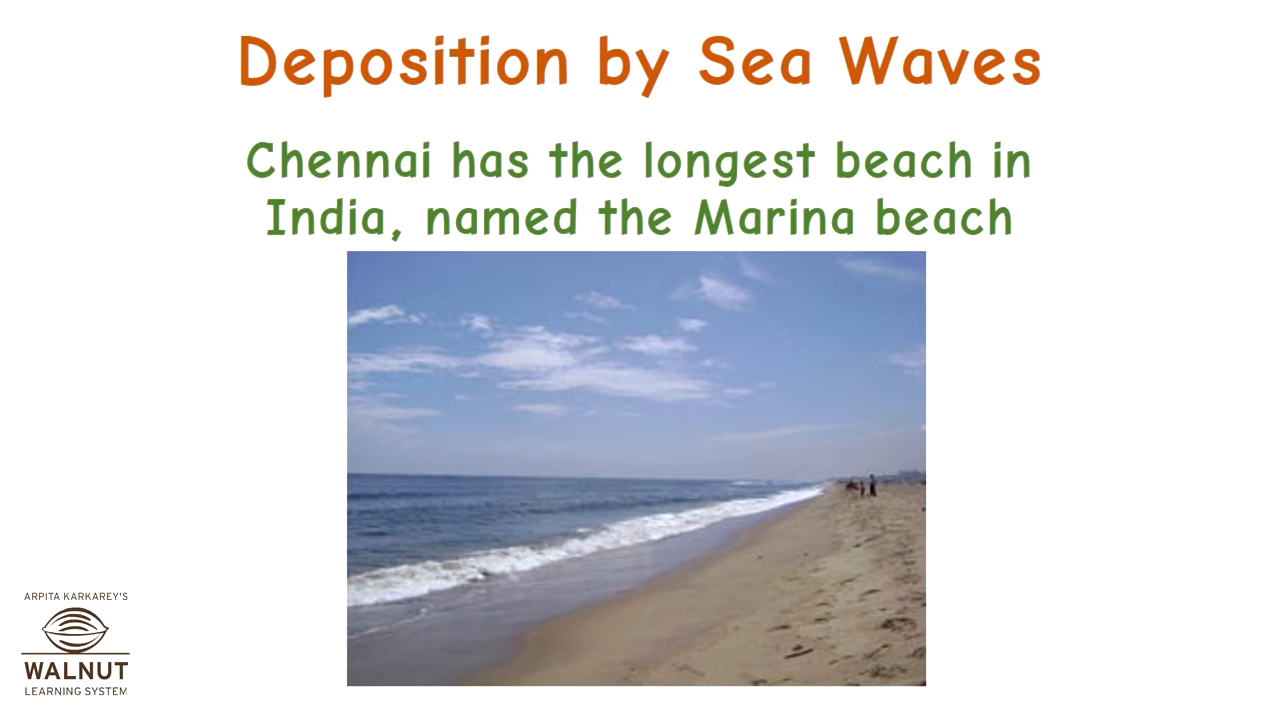 Deposition by Sea Waves
Chennai has the longest beach in
India, named the Marina beach
ARPITA KARKAREY'S
WALNUT
LEARNING SYSTEM